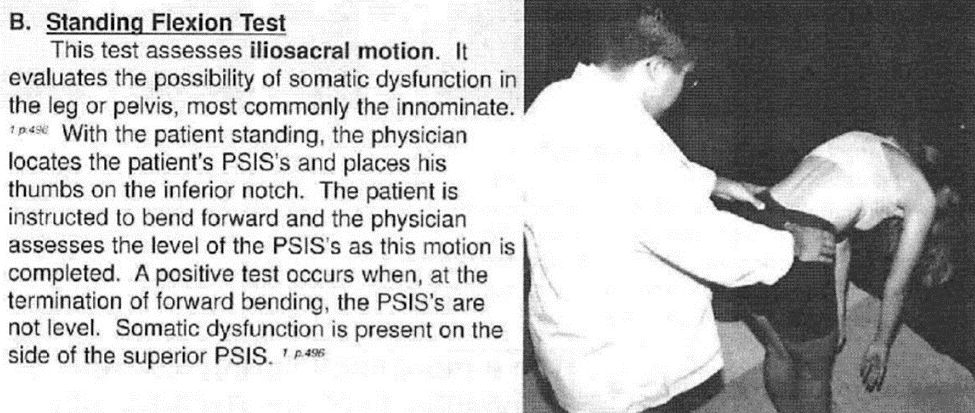 B. Standing Flexion Test
This test assesses iliosacral motion. It
evaluates the possibility of somatic dysfunction in
the leg or pelvis, most commonly the innominate.
1 p.496 With the patient standing, the physician
locates the patient's PSIS's and places his
thumbs on the inferior notch. The patient is
instructed to bend forward and the physician
assesses the level of the PSIS's as this motion is
completed. A positive test occurs when, at the
termination of forward bending, the PSIS's are
not level. Somatic dysfunction is present on the
side of the superior PSIS. 1 p.496